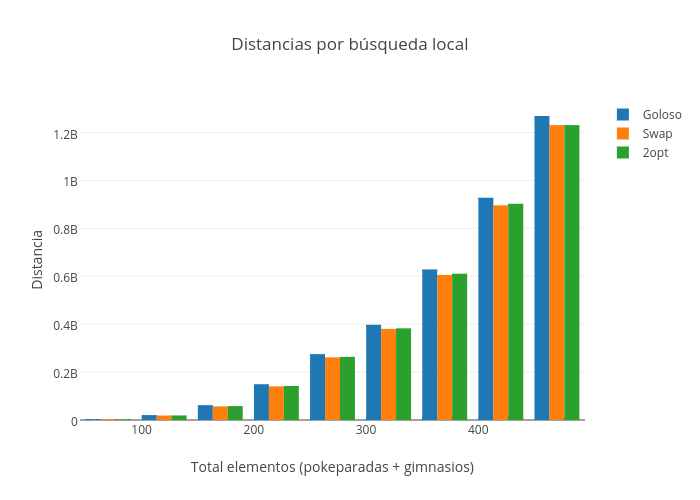 Distancias por búsqueda local
Goloso
Swap
2opt
Distancia
1.2B
1B
0.8B
0.6B
0.4B
0.2B
0
100
200
300
400
Total elementos (pokeparadas + gimnasios)